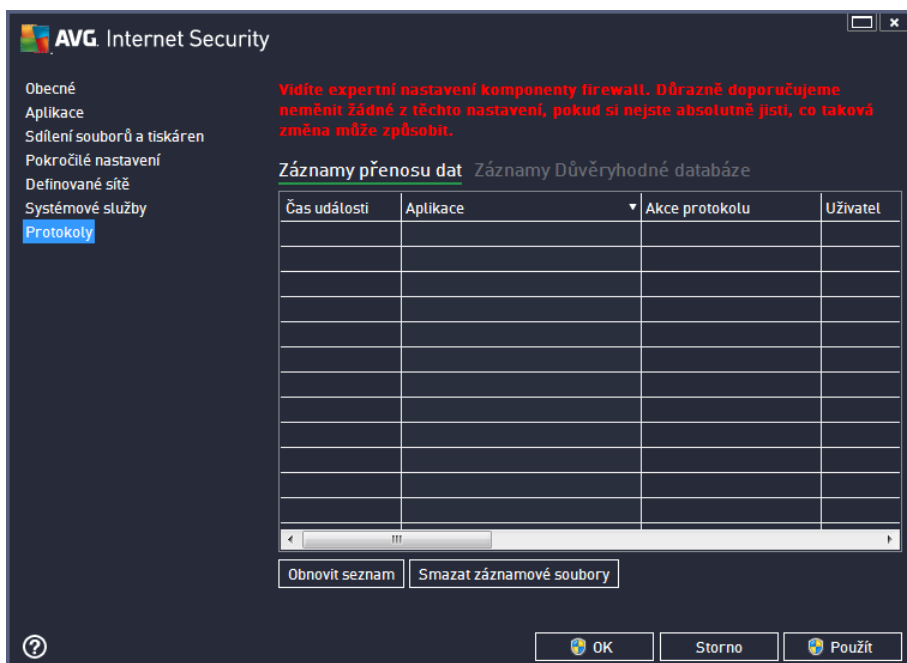 AVG. Internet Security
Obecné
Aplikace
Sdílení souborů a tiskáren
Pokročilé nastavení
Definované sítě
Systémové služby
Protokoly
Vidíte expertní nastavení komponenty firewall. Důrazně doporučujeme
neměnit žádné z těchto nastavení, pokud si nejste absolutně jisti, co taková
změna může způsobit.
Záznamy přenosu dat Záznamy Důvěryhodné databáze
Čas události Aplikace Akce protokolu Uživatel
Obnovit seznam Smazat záznamové soubory
OK Storno Použít